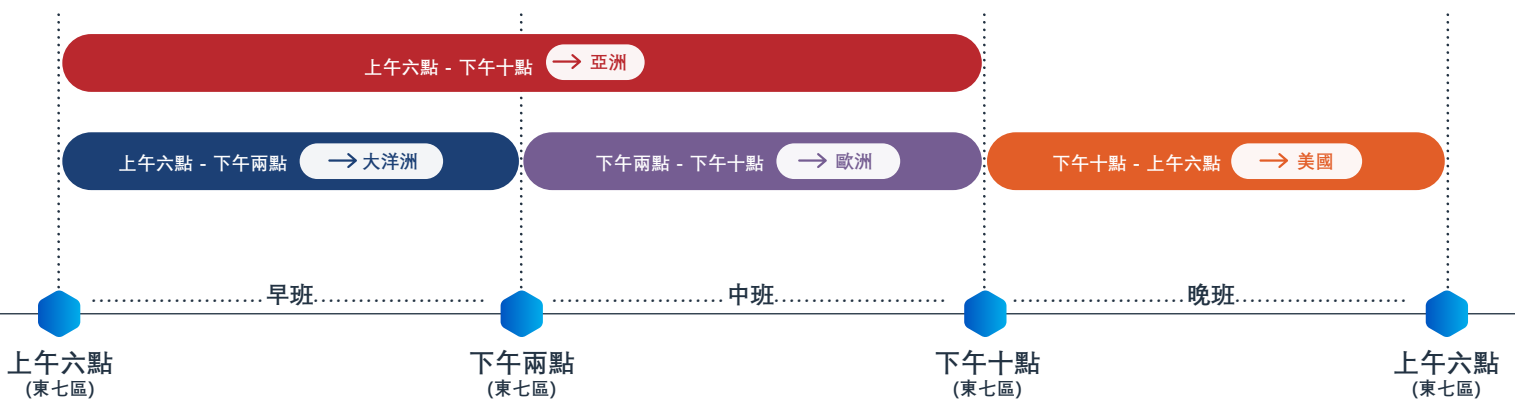 上午六點 - 下午十點 → 亞洲
上午六點 - 下午兩點 → 大洋洲
下午兩點 - 下午十點 → 歐洲
下午十點 - 上午六點 → 美國
早班
中班
晚班
上午六點
(東七區)
下午兩點
(東七區)
下午十點
(東七區)
上午六點
(東七區)